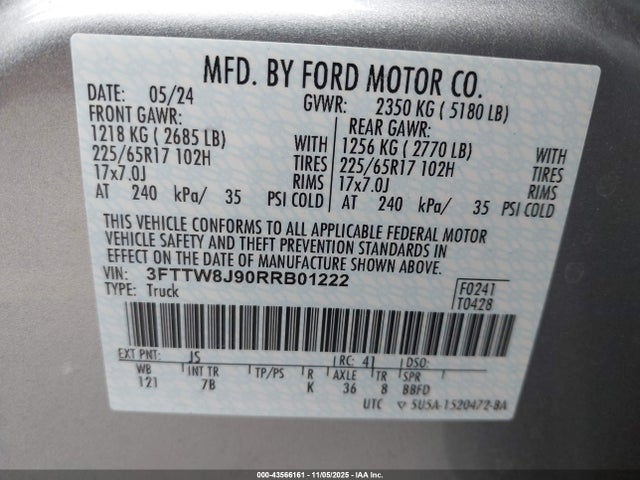 MFD. BY FORD MOTOR CO.
DATE: 05/24 GVWR: 2350 KG ( 5180 LB)
FRONT GAWR: REAR GAWR:
1218 KG ( 2685 LB) WITH 1256 KG ( 2770 LB) WITH
225/65R17 102H TIRES 225/65R17 102H TIRES
17x7.0J RIMS 17x7.0J RIMS
AT 240 kPa/ 35 PSI COLD AT 240 kPa/ 35 PSI COLD
THIS VEHICLE CONFORMS TO ALL APPLICABLE FEDERAL MOTOR
VEHICLE SAFETY AND THEFT PREVENTION STANDARDS IN
EFFECT ON THE DATE OF MANUFACTURE SHOWN ABOVE.
VIN: 3FTTW8J90RRB01222 F0241
TYPE: Truck T0428
EXT PNT: JS RC: 41 DSO:
WB INT TR TP/PS R AXLE TR SPR
121 7B K 36 8 BBFD
UTC ▽ 5U5A-1520472-BA
000-43566161 - 11/05/2025 - IAA Inc.